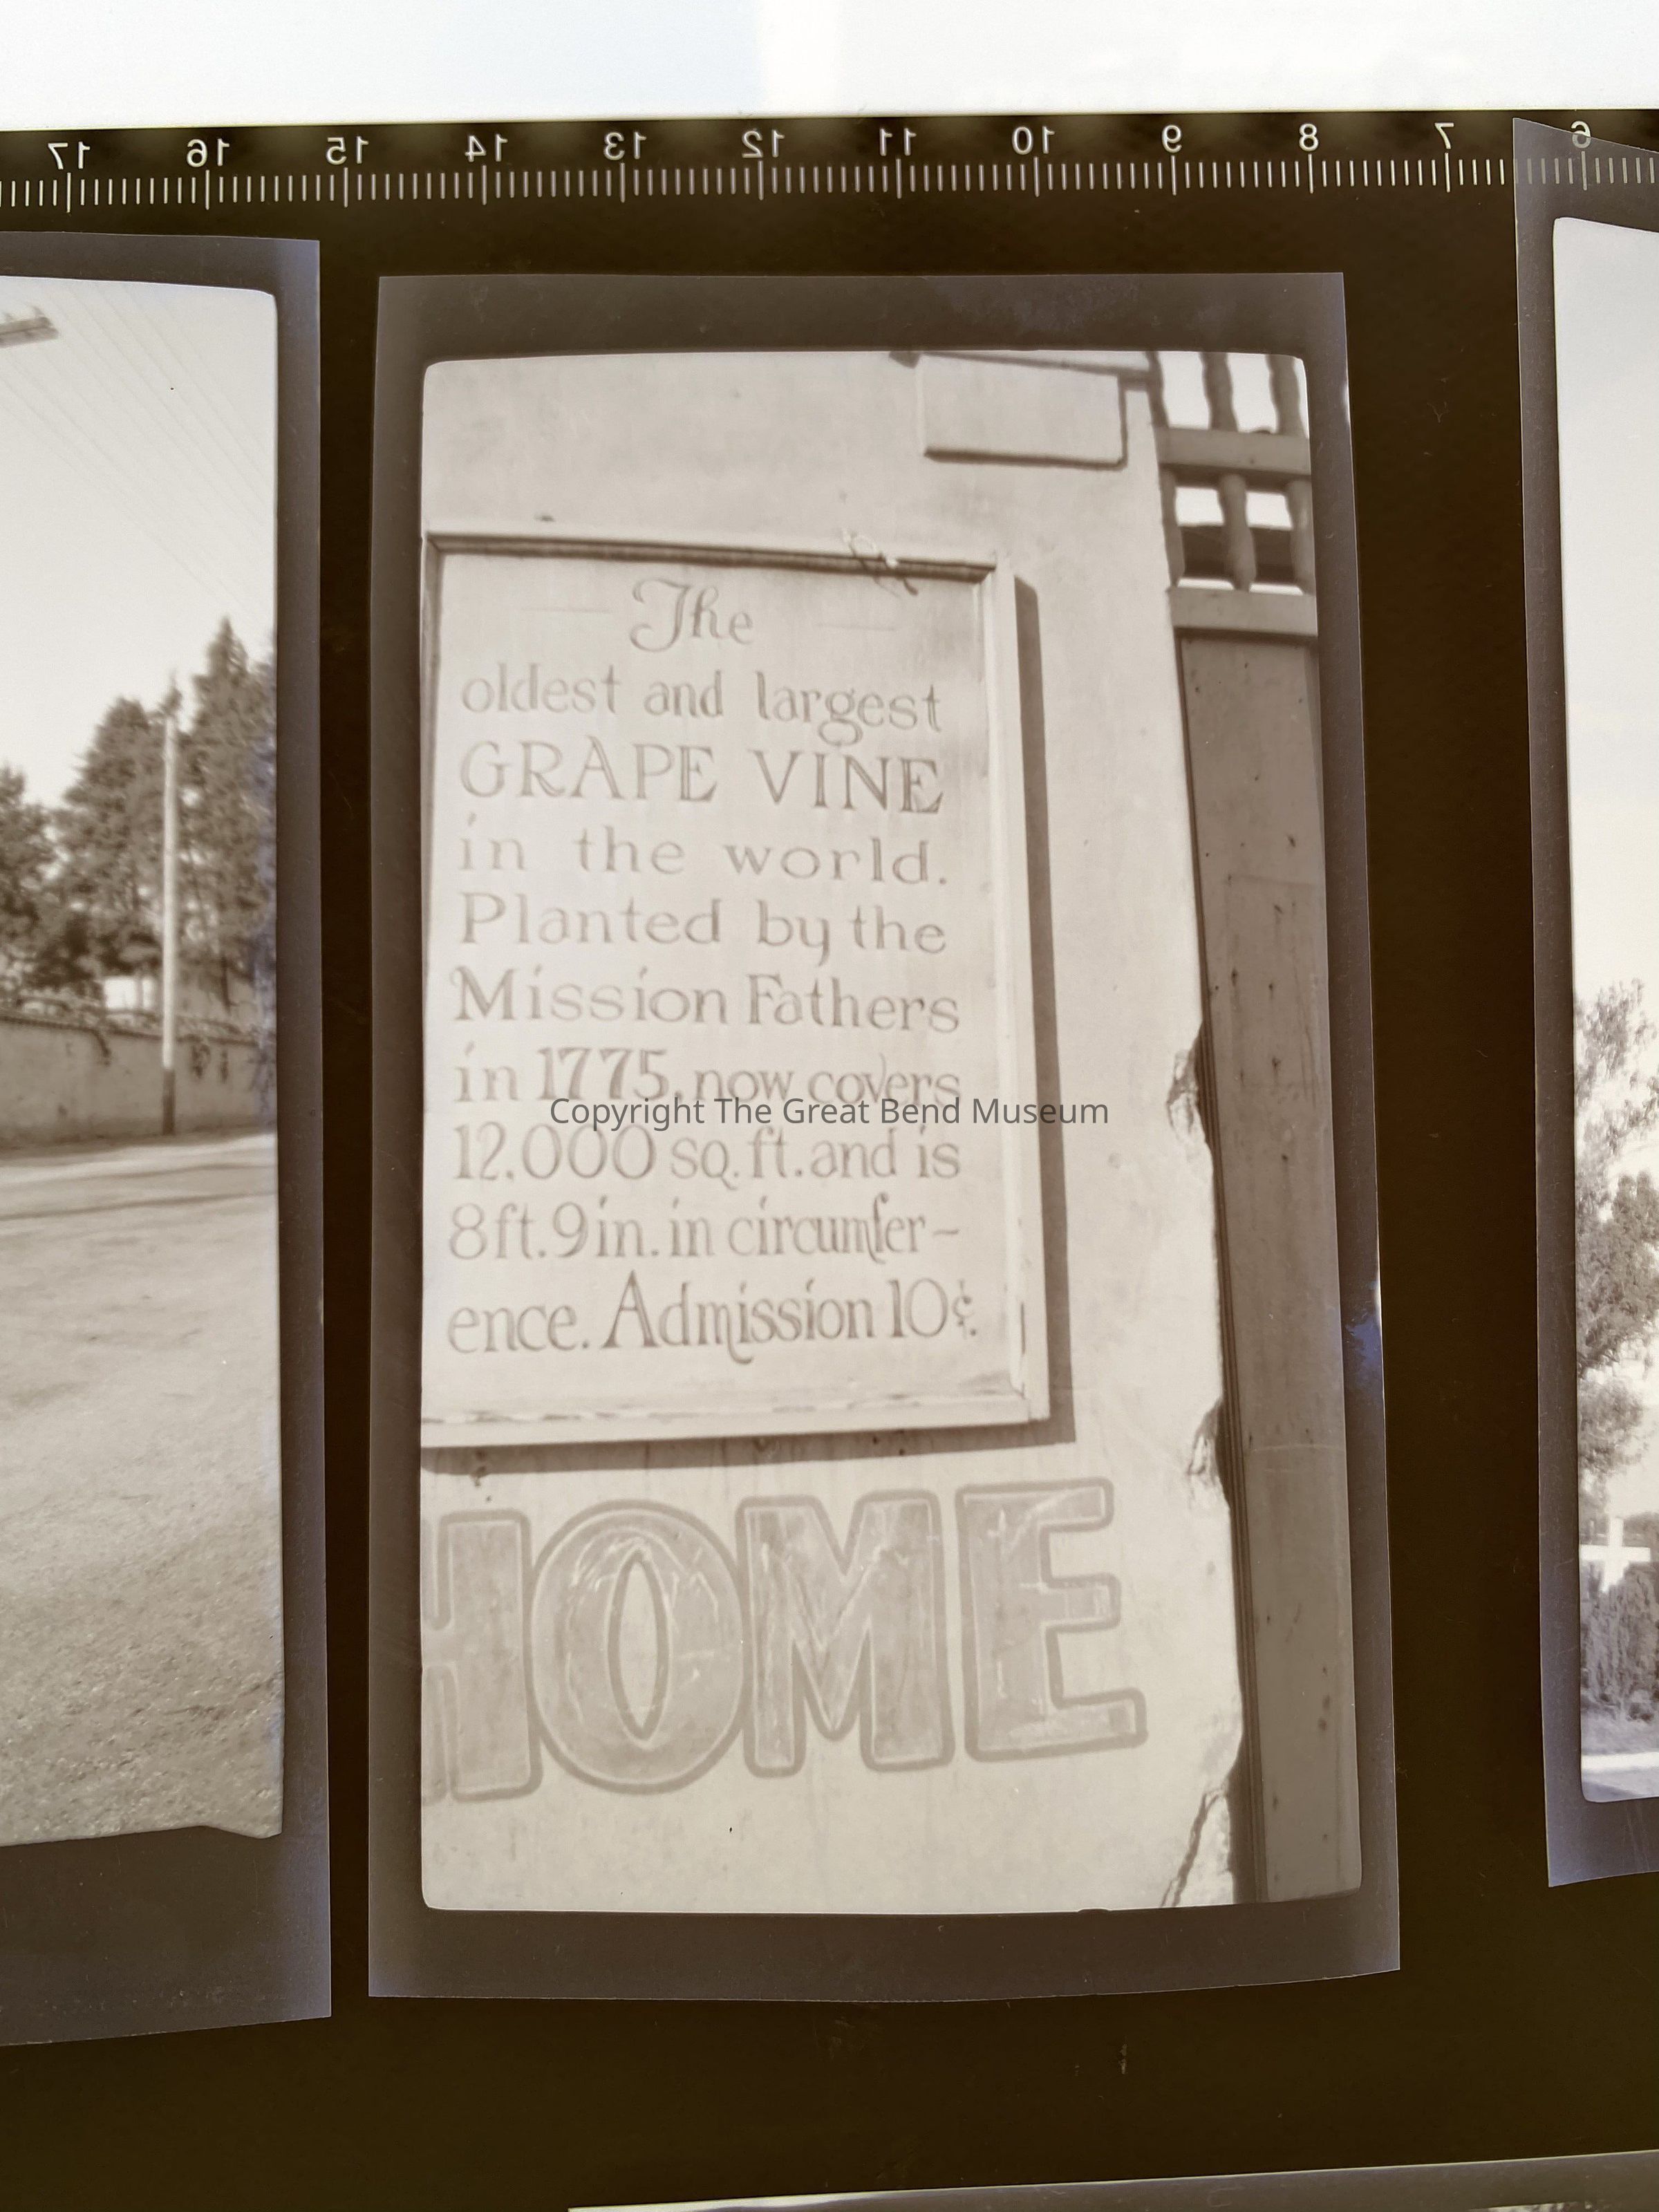 17 16 15 14 13 12 11 10 9 8 7 6
The
oldest and largest
GRAPE VINE
in the world.
Planted by the
Mission Fathers
in 1775, now covers
Copyright The Great Bend Museum
12.000 sq. ft. and is
8 ft. 9 in. in circumfer-
ence. Admission 10¢.
HOME